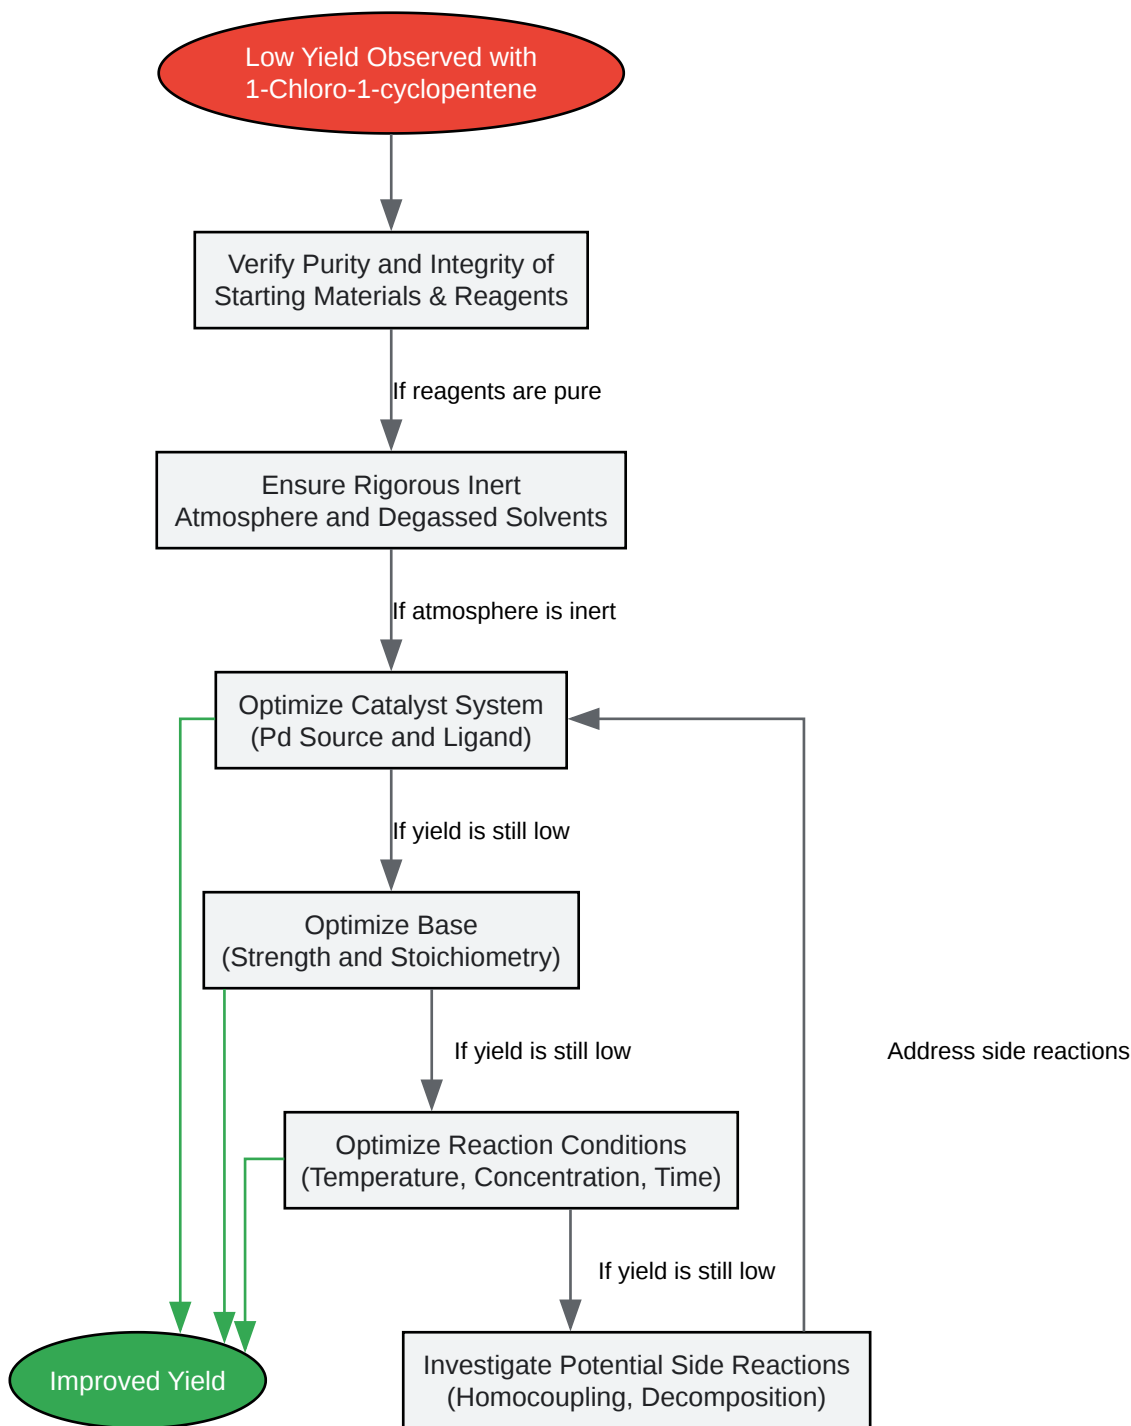 Low Yield Observed with
1-Chloro-1-cyclopentene
Verify Purity and Integrity of
Starting Materials & Reagents
If reagents are pure
Ensure Rigorous Inert
Atmosphere and Degassed Solvents
If atmosphere is inert
Optimize Catalyst System
(Pd Source and Ligand)
If yield is still low
Optimize Base
(Strength and Stoichiometry)
If yield is still low
Address side reactions
Optimize Reaction Conditions
(Temperature, Concentration, Time)
If yield is still low
Improved Yield
Investigate Potential Side Reactions
(Homocoupling, Decomposition)